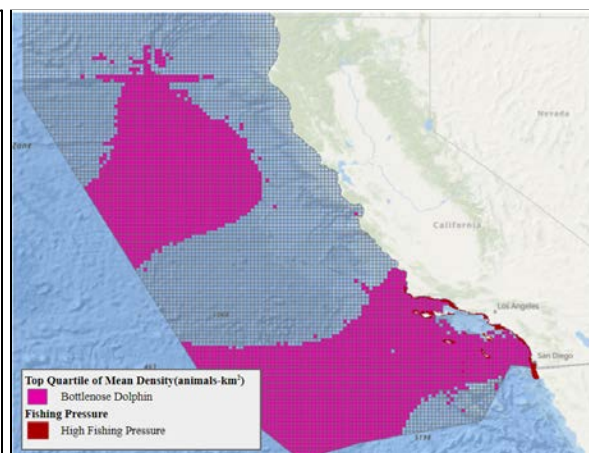 Nevada
Zone
California
Los Angeles
San Diego
Top Quartile of Mean Density(animals-km²)
Bottlenose Dolphin
Fishing Pressure
High Fishing Pressure